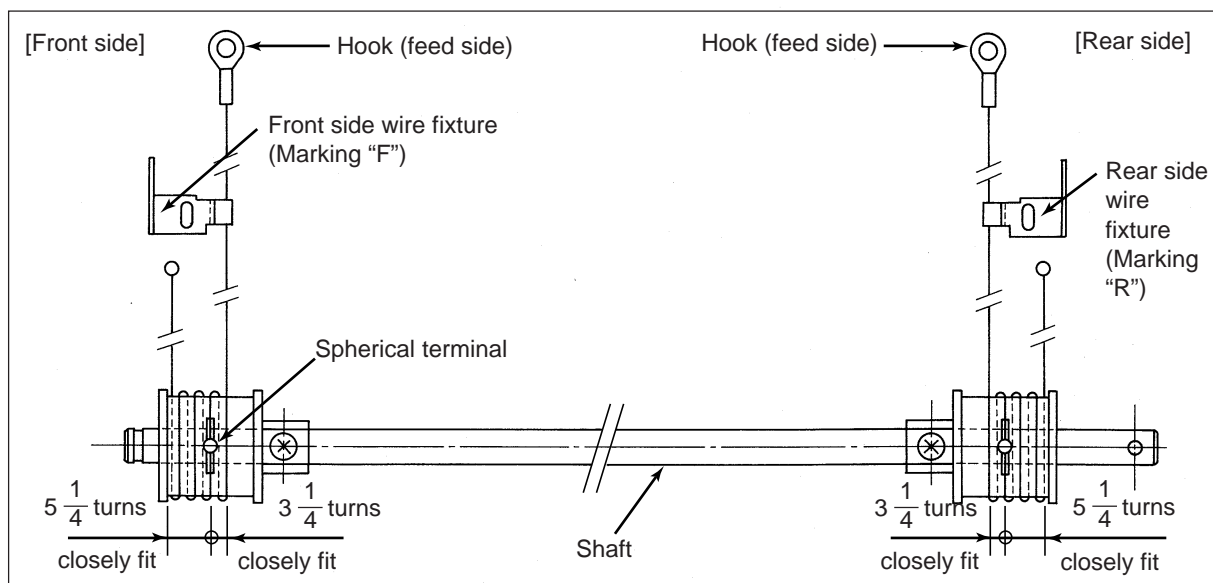 [Front side]
Hook (feed side)
Hook (feed side)
[Rear side]
Front side wire fixture
(Marking “F”)
Rear side
wire
fixture
(Marking
“R”)
Spherical terminal
5 1/4 turns
3 1/4 turns
3 1/4 turns
5 1/4 turns
Shaft
closely fit
closely fit
closely fit
closely fit